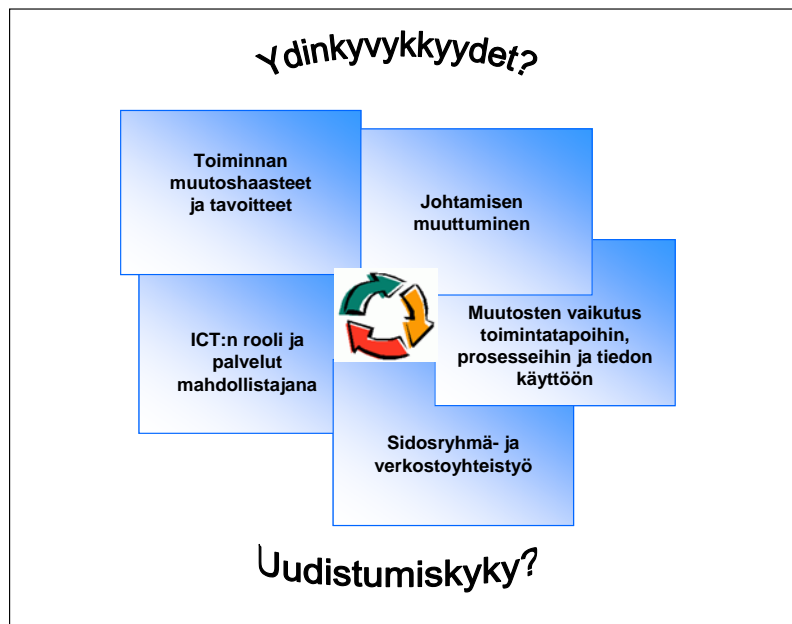 Ydinkyvykkyydet?
Toiminnan
muutoshaasteet
ja tavoitteet
Johtamisen
muuttuminen
ICT:n rooli ja
palvelut
mahdollistajana
Muutosten vaikutus
toimintatapoihin,
prosesseihin ja tiedon
käyttöön
Sidosryhmä- ja
verkostoyhteistyö
Uudistumiskyky?